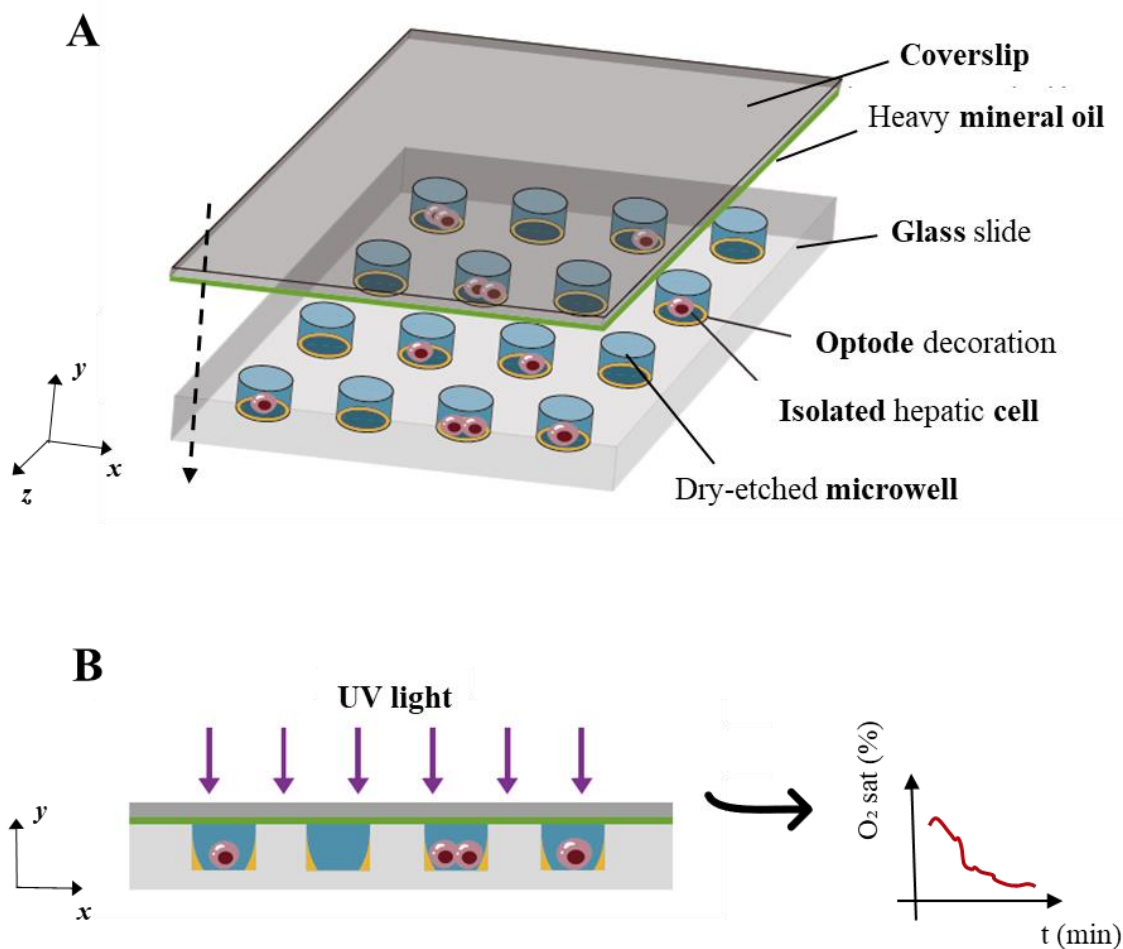 A
Coverslip
Heavy mineral oil
Glass slide
Optode decoration
Isolated hepatic cell
Dry-etched microwell
y
x
z
B
UV light
y
x
O₂ sat (%)
t (min)